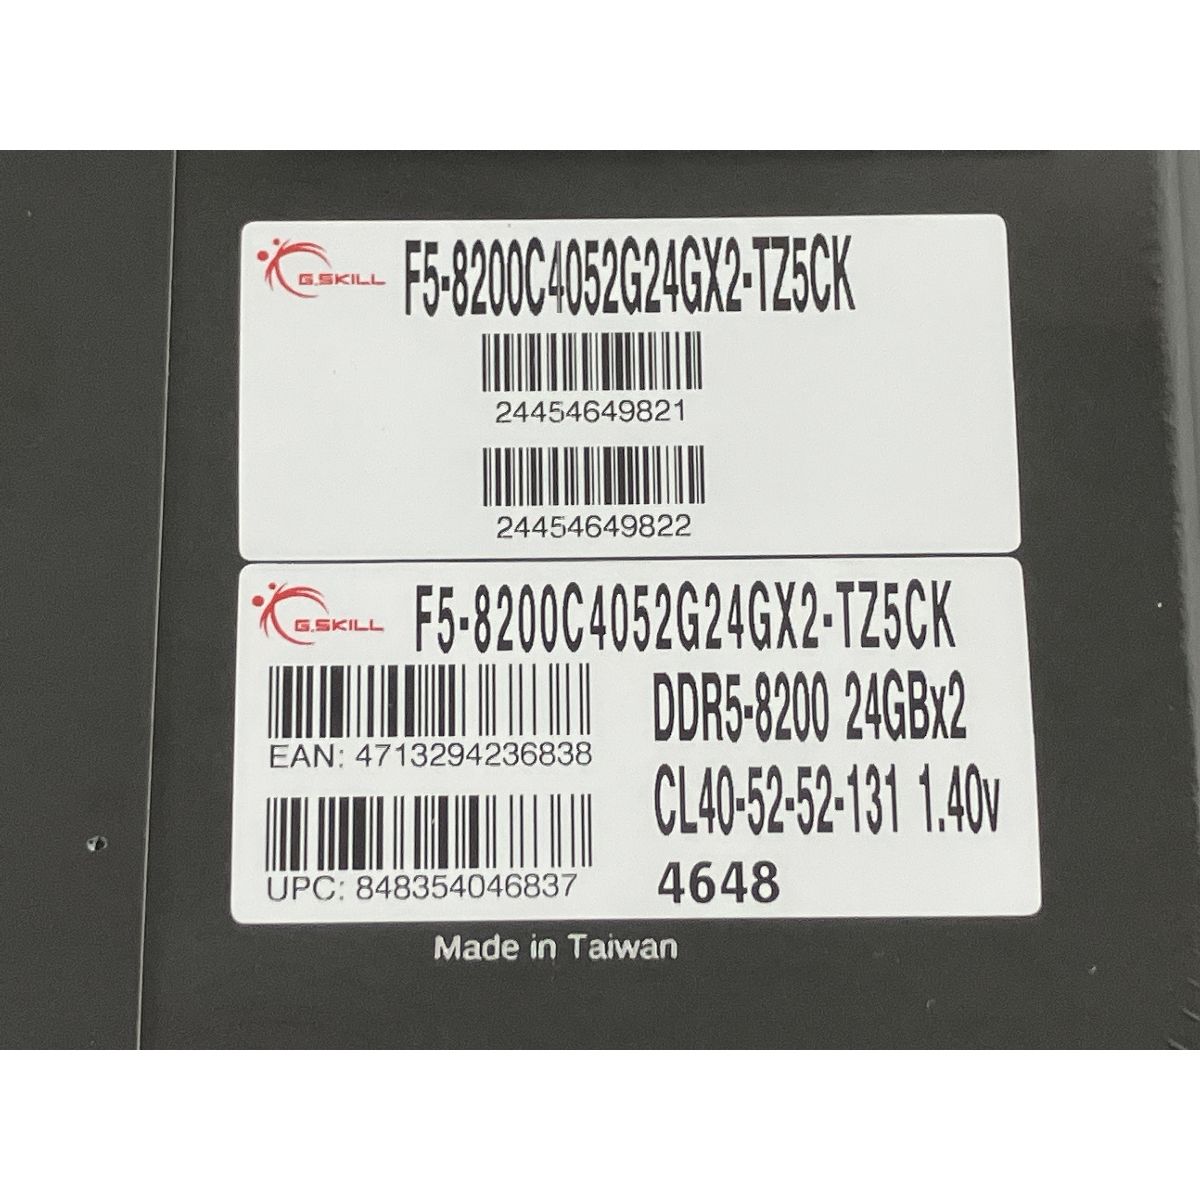 G.SKILL F5-8200C4052G24GX2-TZ5CK
24454649821
24454649822
G.SKILL F5-8200C4052G24GX2-TZ5CK
DDR5-8200 24GBx2
EAN: 4713294236838
CL40-52-52-131 1.40v
UPC: 848354046837
4648
Made in Taiwan